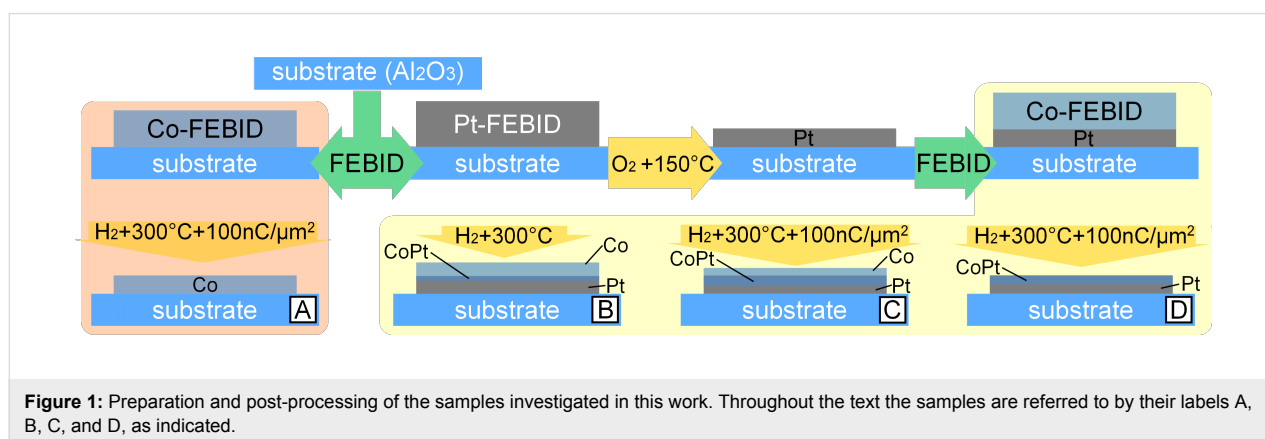 substrate (Al2O3)
Co-FEBID
substrate
FEBID
Pt-FEBID
substrate
O2 +150°C
Pt
substrate
FEBID
Co-FEBID
Pt
substrate
H2+300°C+100nC/µm2
Co
substrate
A
H2+300°C
CoPt
Co
Pt
substrate
B
H2+300°C+100nC/µm2
CoPt
Co
Pt
substrate
C
H2+300°C+100nC/µm2
CoPt
Pt
substrate
D
Figure 1: Preparation and post-processing of the samples investigated in this work. Throughout the text the samples are referred to by their labels A,
B, C, and D, as indicated.